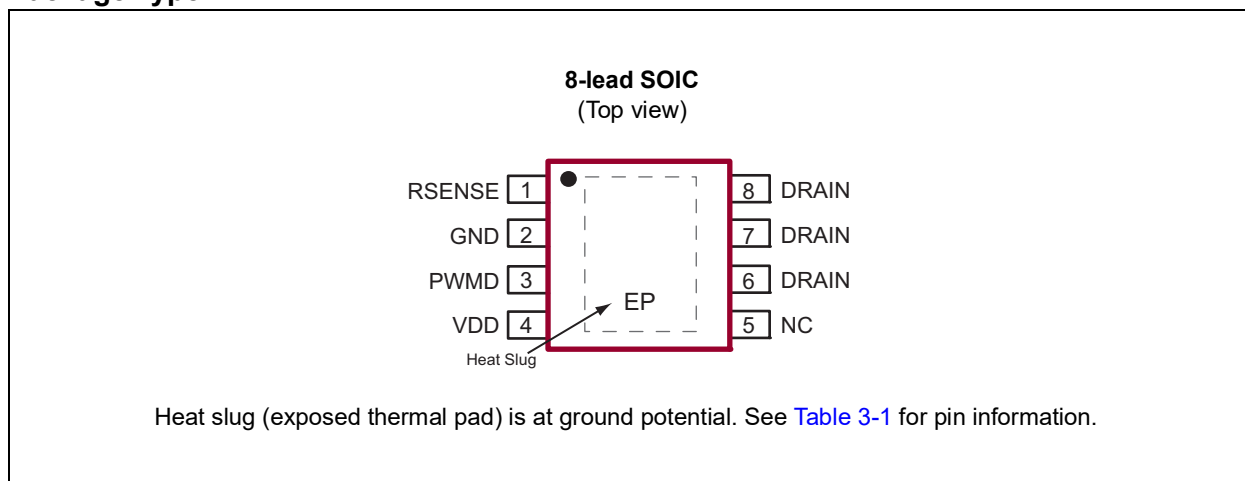 8-lead SOIC
(Top view)
RSENSE 1 8 DRAIN
GND 2 7 DRAIN
PWMD 3 6 DRAIN
EP
VDD 4 5 NC
Heat Slug
Heat slug (exposed thermal pad) is at ground potential. See Table 3-1 for pin information.